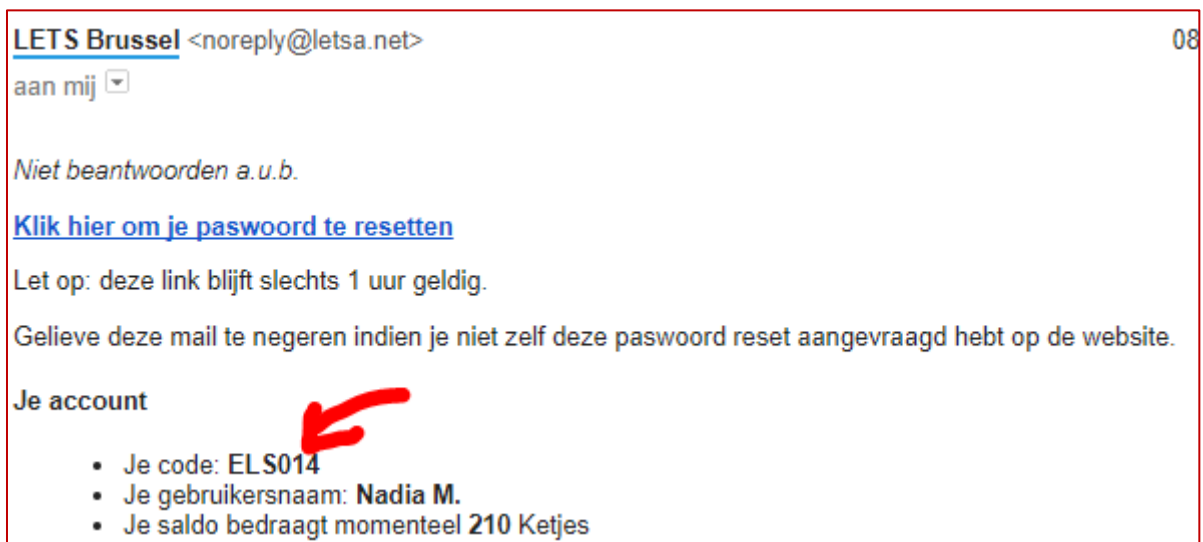 LETS Brussel <noreply@letsa.net> 08
aan mij
Niet beantwoorden a.u.b.
Klik hier om je paswoord te resetten
Let op: deze link blijft slechts 1 uur geldig.
Gelieve deze mail te negeren indien je niet zelf deze paswoord reset aangevraagd hebt op de website.
Je account
• Je code: ELS014
• Je gebruikersnaam: Nadia M.
• Je saldo bedraagt momenteel 210 Ketjes